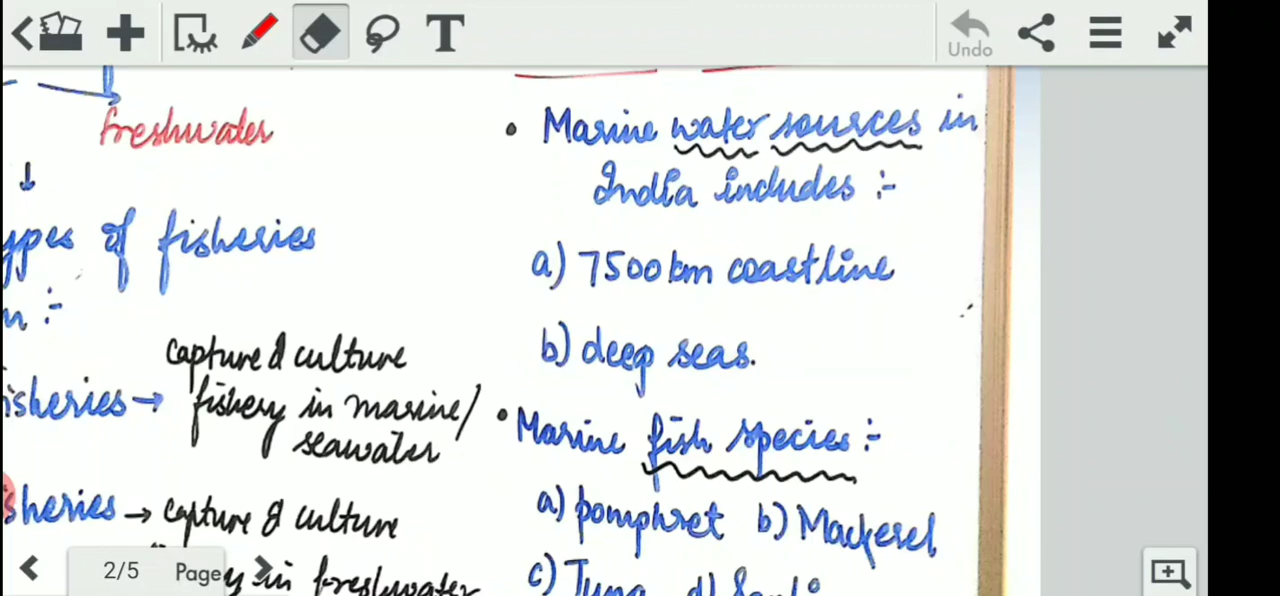 Undo
freshwater
ypes of fisheries
n :-
capture & culture
isheries → fishery in marine/
seawater
sheries → capture & culture
y in freshwater
• Marine water sources in
India includes :-
a) 7500 km coastline
b) deep seas.
• Marine fish species :-
a) pomphret b) Mackerel
c) Tuna d)
2/5 Page